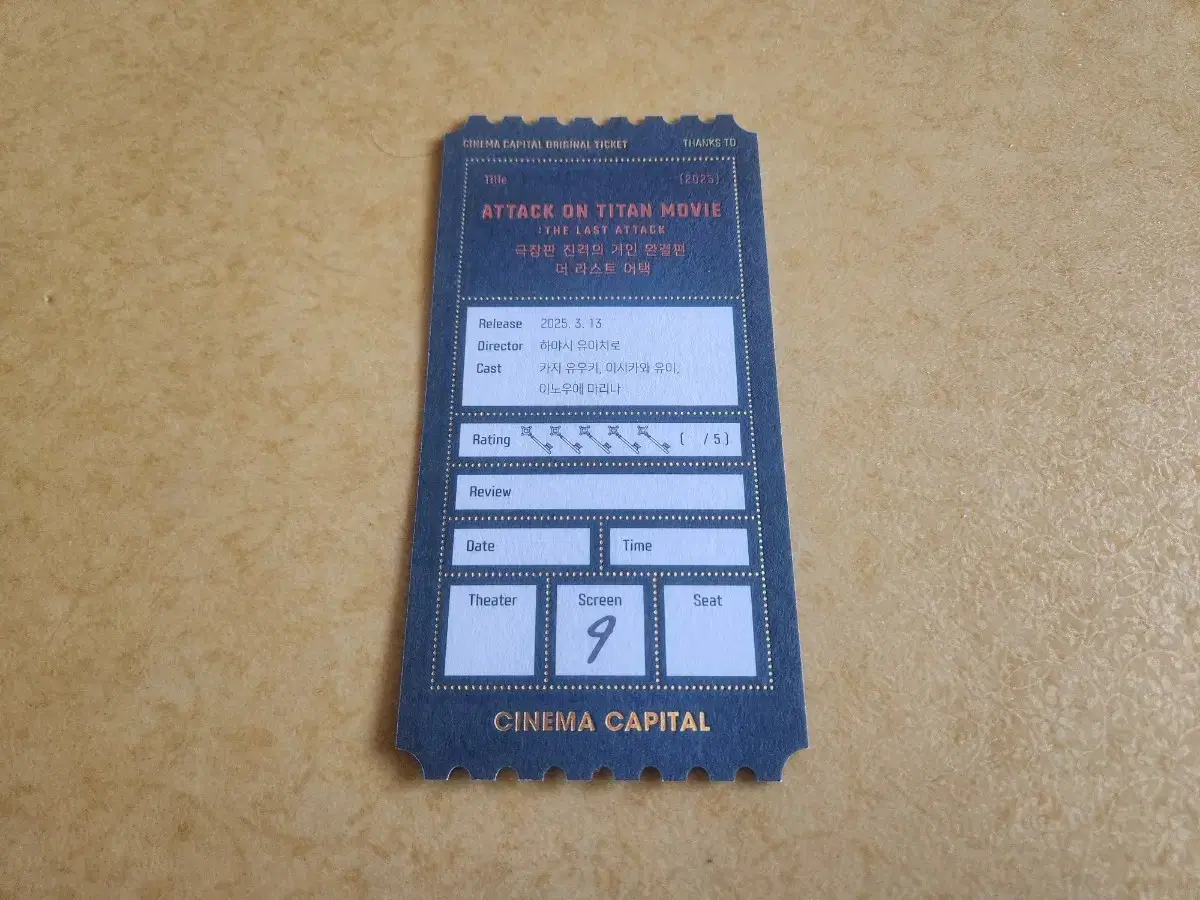 CINEMA CAPITAL ORIGINAL TICKET THANKS TO
Title (2025)
ATTACK ON TITAN MOVIE
:THE LAST ATTACK
극장판 진격의 거인 완결편
더 라스트 어택
Release 2025. 3. 13
Director 하야시 유이치로
Cast 카지 유우키, 이시카와 유이,
이노우에 마리나
Rating ( / 5 )
Review
Date Time
Theater Screen Seat
9
CINEMA CAPITAL